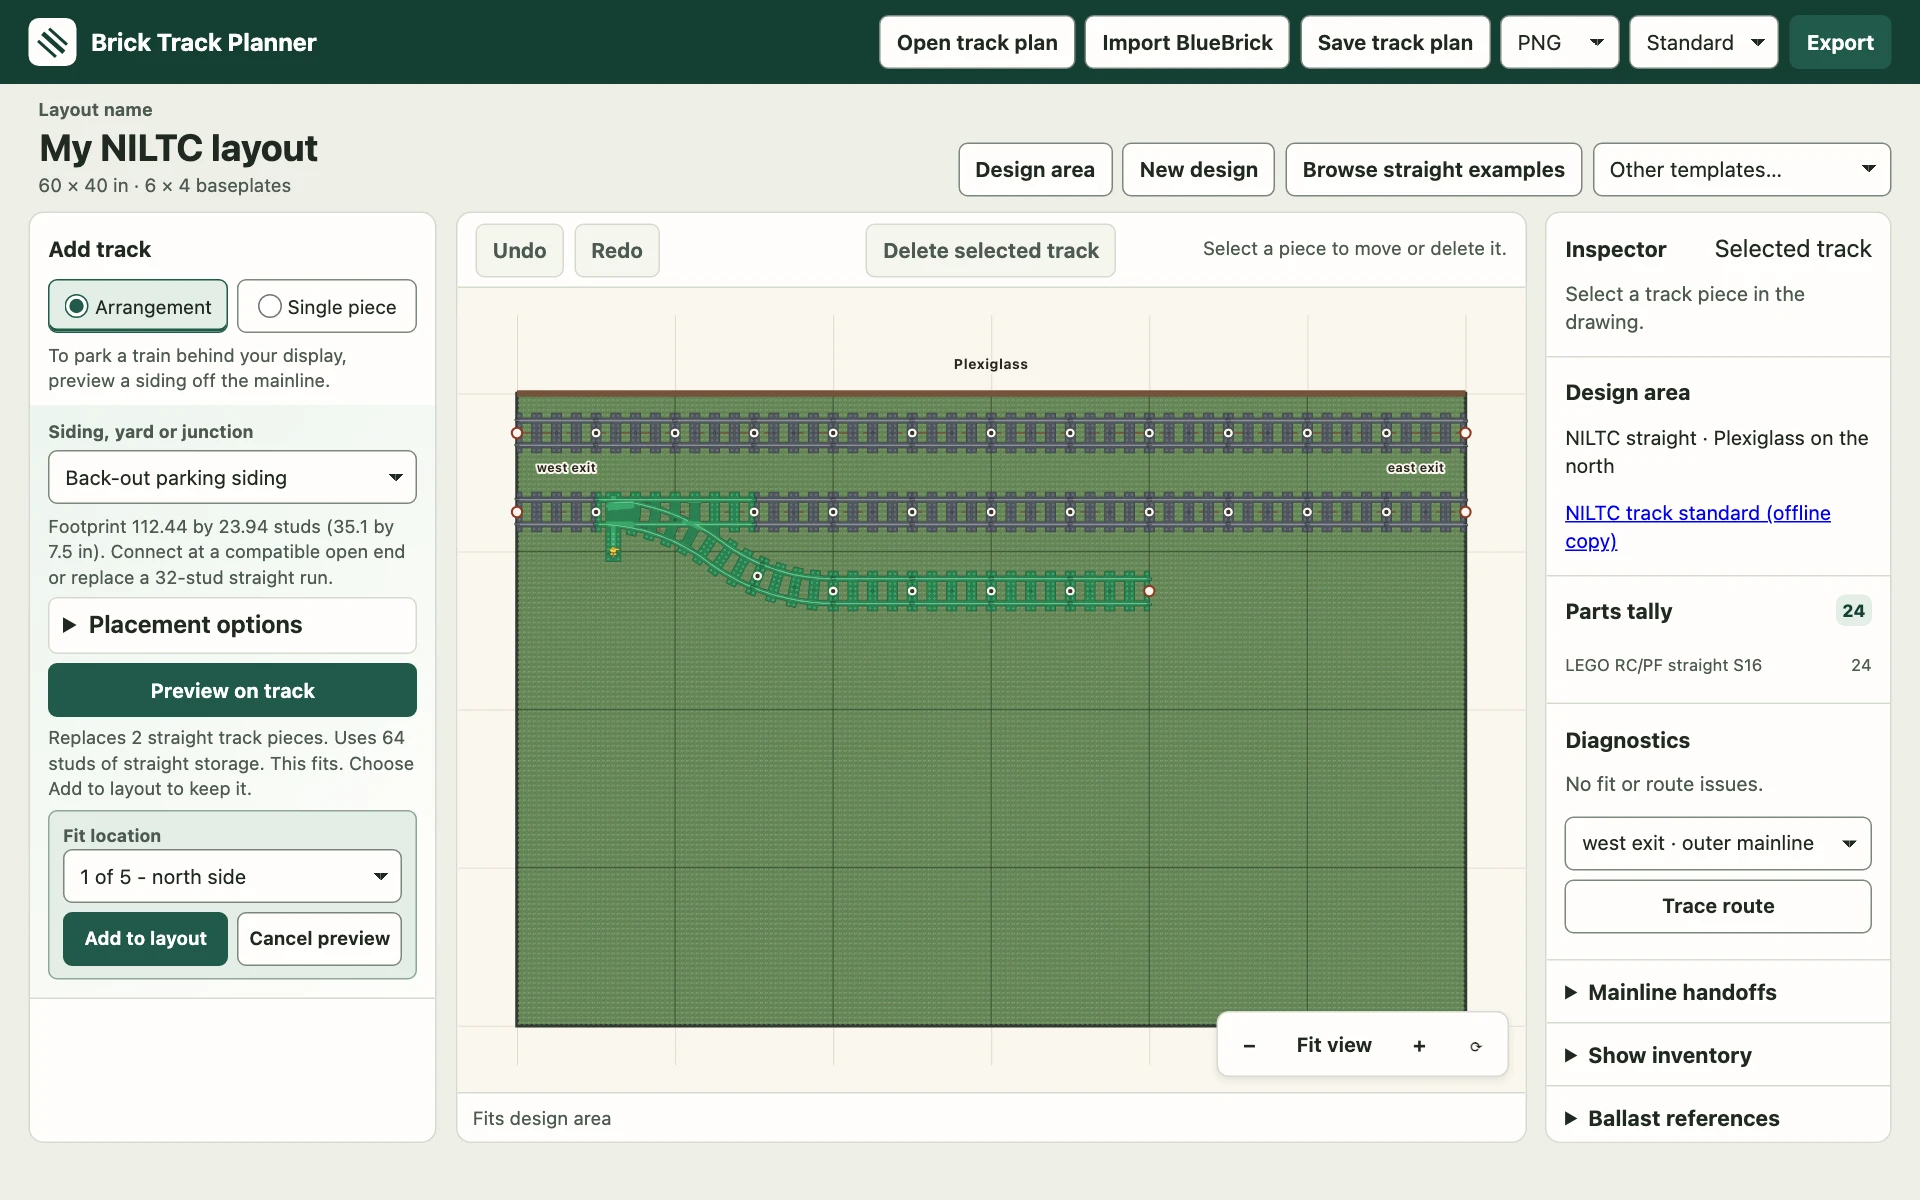 Brick Track Planner
Open track plan
Import BlueBrick
Save track plan
PNG
Standard
Export
Layout name
My NILTC layout
60 × 40 in · 6 × 4 baseplates
Design area
New design
Browse straight examples
Other templates...
Add track
Arrangement
Single piece
To park a train behind your display,
preview a siding off the mainline.
Siding, yard or junction
Back-out parking siding
Footprint 112.44 by 23.94 studs (35.1 by
7.5 in). Connect at a compatible open end
or replace a 32-stud straight run.
Placement options
Preview on track
Replaces 2 straight track pieces. Uses 64
studs of straight storage. This fits. Choose
Add to layout to keep it.
Fit location
1 of 5 - north side
Add to layout
Cancel preview
Undo
Redo
Delete selected track
Select a piece to move or delete it.
Plexiglass
west exit
east exit
Fit view
Fits design area
Inspector
Selected track
Select a track piece in the
drawing.
Design area
NILTC straight · Plexiglass on the
north
NILTC track standard (offline
copy)
Parts tally
24
LEGO RC/PF straight S16
24
Diagnostics
No fit or route issues.
west exit · outer mainline
Trace route
Mainline handoffs
Show inventory
Ballast references